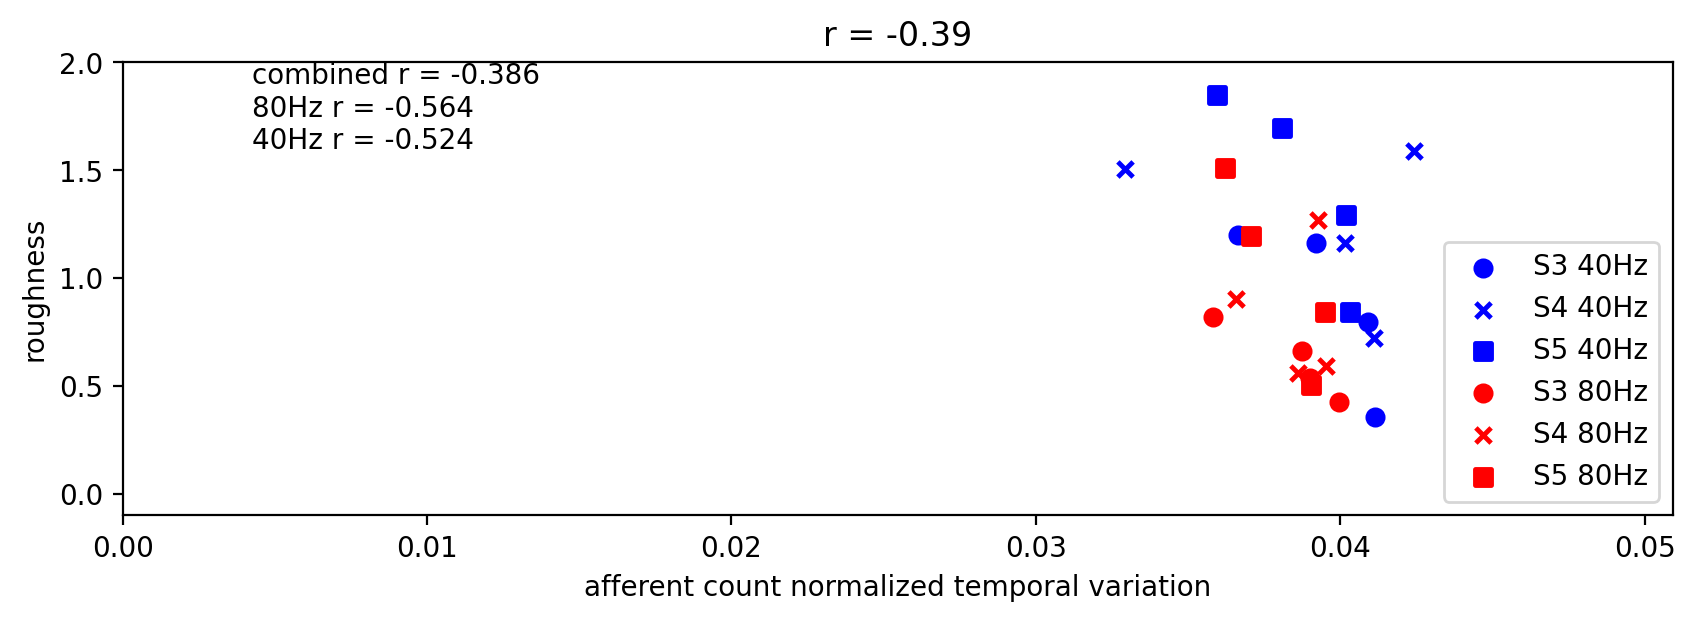 r = -0.39
combined r = -0.386
80Hz r = -0.564
40Hz r = -0.524
2.0
1.5
1.0
0.5
0.0
roughness
S3 40Hz
S4 40Hz
S5 40Hz
S3 80Hz
S4 80Hz
S5 80Hz
0.00 0.01 0.02 0.03 0.04 0.05
afferent count normalized temporal variation